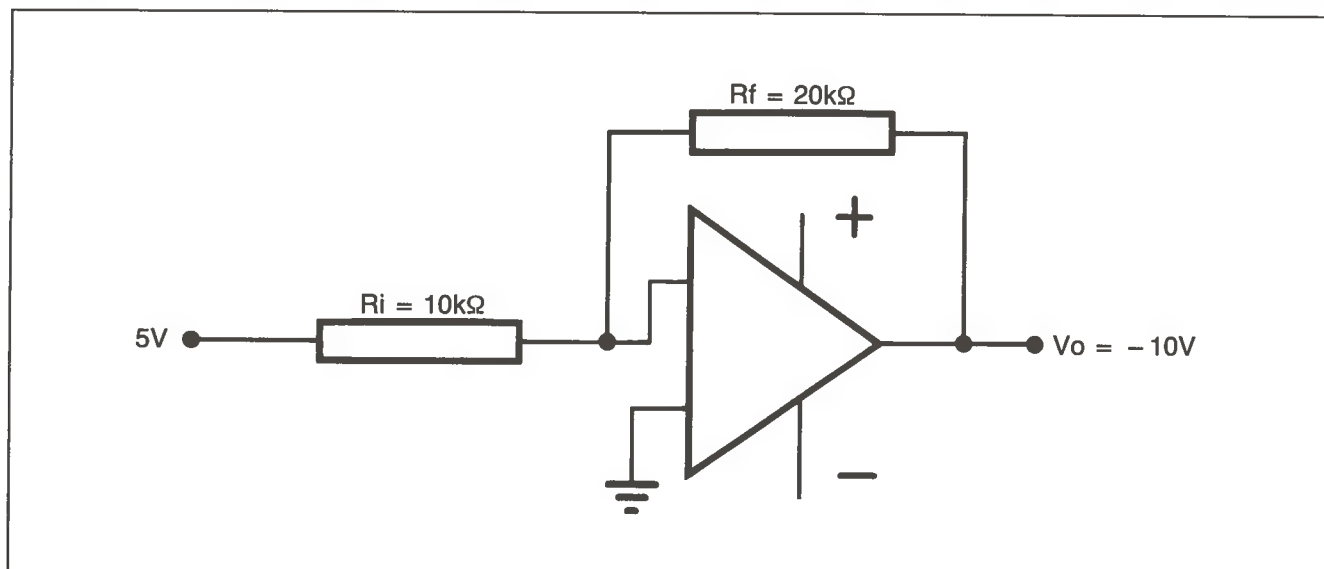 Rf = 20kΩ
+
Ri = 10kΩ
5V
Vo = -10V
-